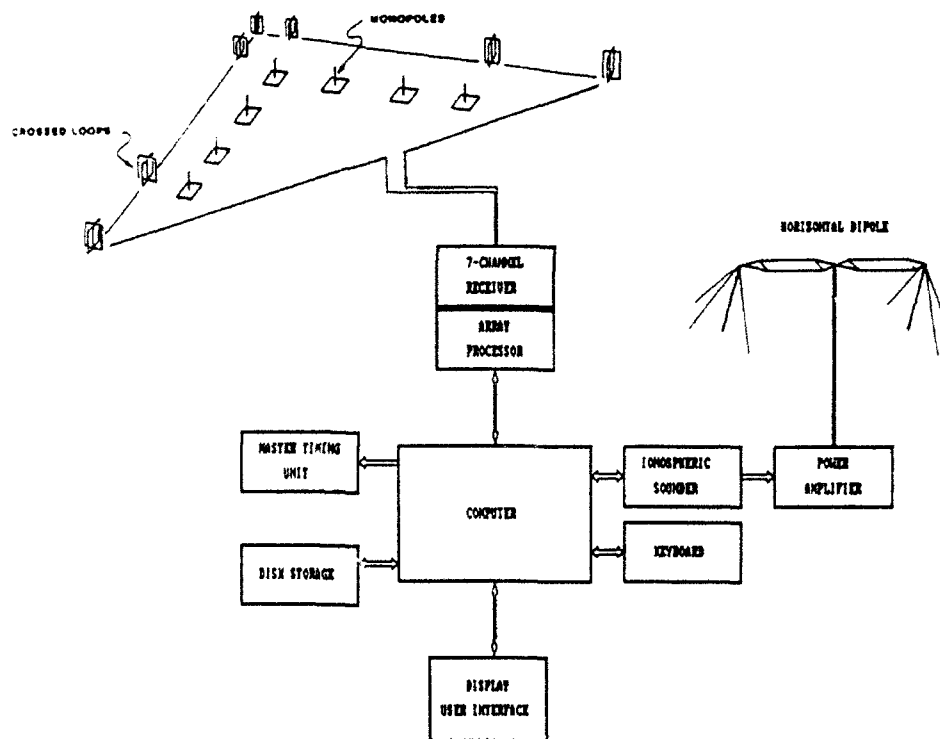 MONOPOLES
CROSSED LOOPS
HORIZONTAL DIPOLE
7-CHANNEL
RECEIVER
ARRAY
PROCESSOR
MASTER TIMING
UNIT
IONOSPHERIC
SOUNDER
POWER
AMPLIFIER
COMPUTER
KEYBOARD
DISK STORAGE
DISPLAY
USER INTERFACE